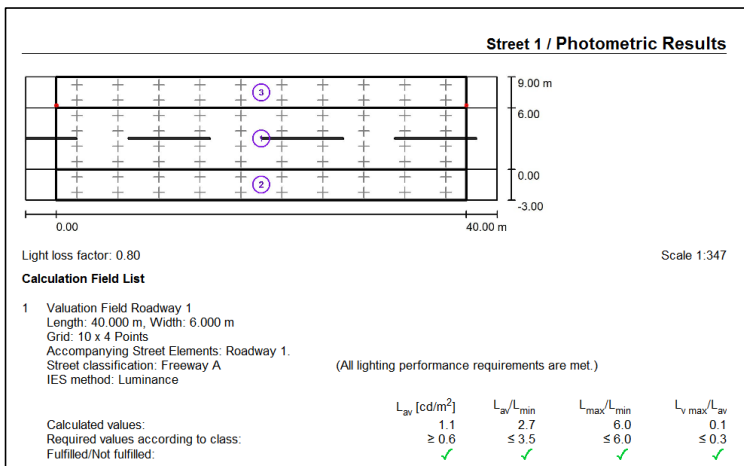 Street 1 / Photometric Results
3
9.00 m
6.00
0.00
2
-3.00
0.00 40.00 m
Light loss factor: 0.80 Scale 1:347
Calculation Field List
1 Valuation Field Roadway 1
Length: 40.000 m, Width: 6.000 m
Grid: 10 x 4 Points
Accompanying Street Elements: Roadway 1.
Street classification: Freeway A (All lighting performance requirements are met.)
IES method: Luminance
Lav [cd/m²] Lav/Lmin Lmax/Lmin Lv max/Lav
Calculated values: 1.1 2.7 6.0 0.1
Required values according to class: ≥ 0.6 ≤ 3.5 ≤ 6.0 ≤ 0.3
Fulfilled/Not fulfilled: ✓ ✓ ✓ ✓